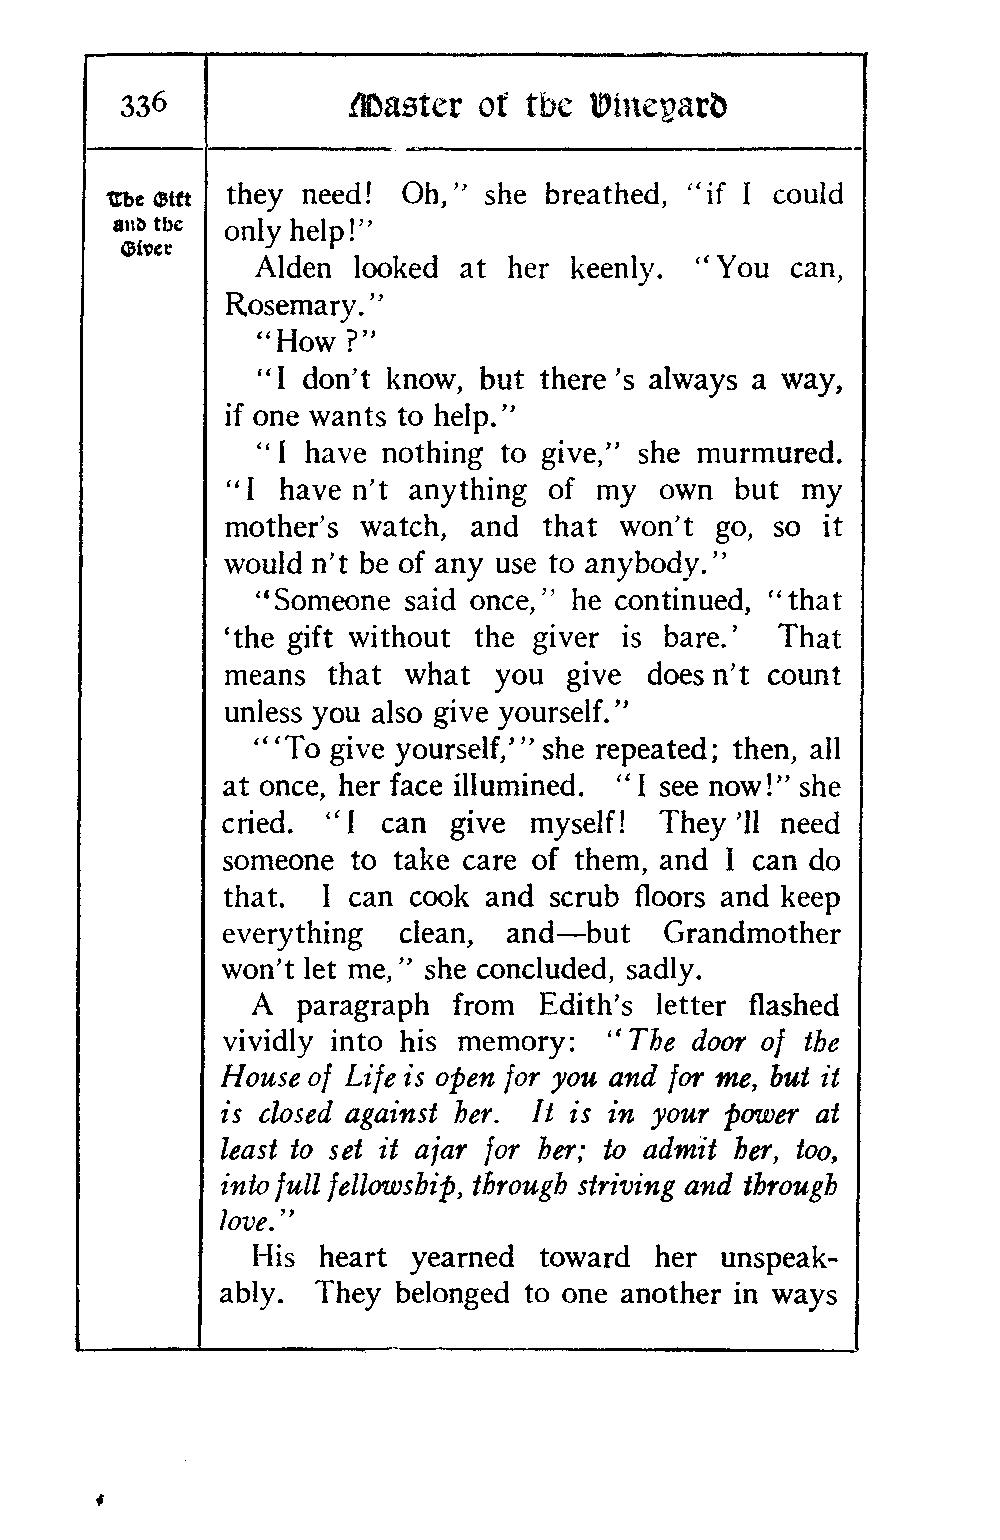 336
Master of the Vineyard
The Gift
and the
Giver
they need! Oh," she breathed, "if I could
only help!"
Alden looked at her keenly. "You can,
Rosemary."
"How?"
"I don't know, but there 's always a way,
if one wants to help."
"I have nothing to give," she murmured.
"I have n't anything of my own but my
mother's watch, and that won't go, so it
would n't be of any use to anybody."
"Someone said once," he continued, "that
'the gift without the giver is bare.' That
means that what you give does n't count
unless you also give yourself."
"'To give yourself,'" she repeated; then, all
at once, her face illumined. "I see now!" she
cried. "I can give myself! They 'll need
someone to take care of them, and I can do
that. I can cook and scrub floors and keep
everything clean, and—but Grandmother
won't let me," she concluded, sadly.
A paragraph from Edith's letter flashed
vividly into his memory: "The door of the
House of Life is open for you and for me, but it
is closed against her. It is in your power at
least to set it ajar for her; to admit her, too,
into full fellowship, through striving and through
love."
His heart yearned toward her unspeak-
ably. They belonged to one another in ways